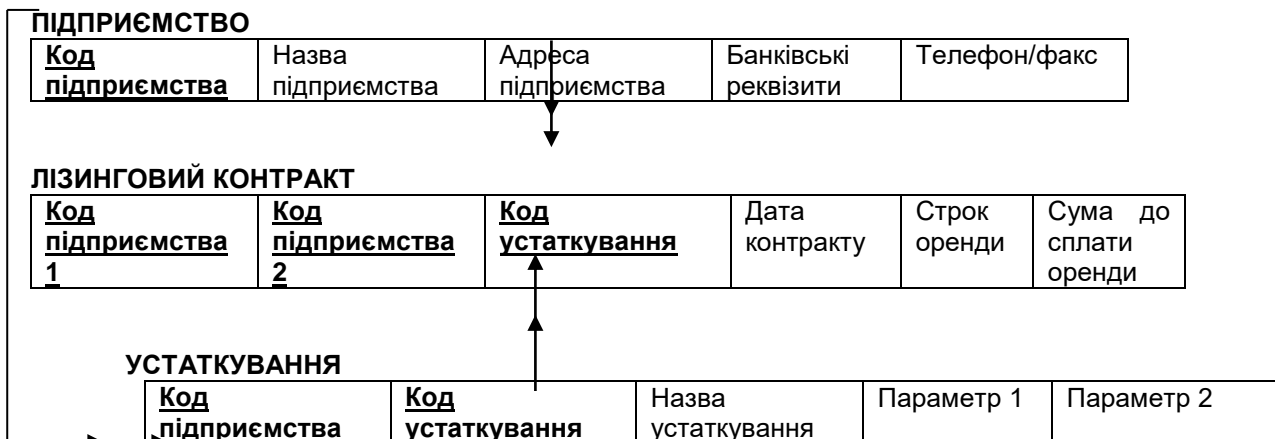 ПІДПРИЄМСТВО
Код Назва Адреса Банківські Телефон/факс
підприємства підприємства підприємства реквізити
ЛІЗИНГОВИЙ КОНТРАКТ
Код Код Код Дата Строк Сума до
підприємства підприємства устаткування контракту оренди сплати
1 2 оренди
УСТАТКУВАННЯ
Код Код Назва Параметр 1 Параметр 2
підприємства устаткування устаткування